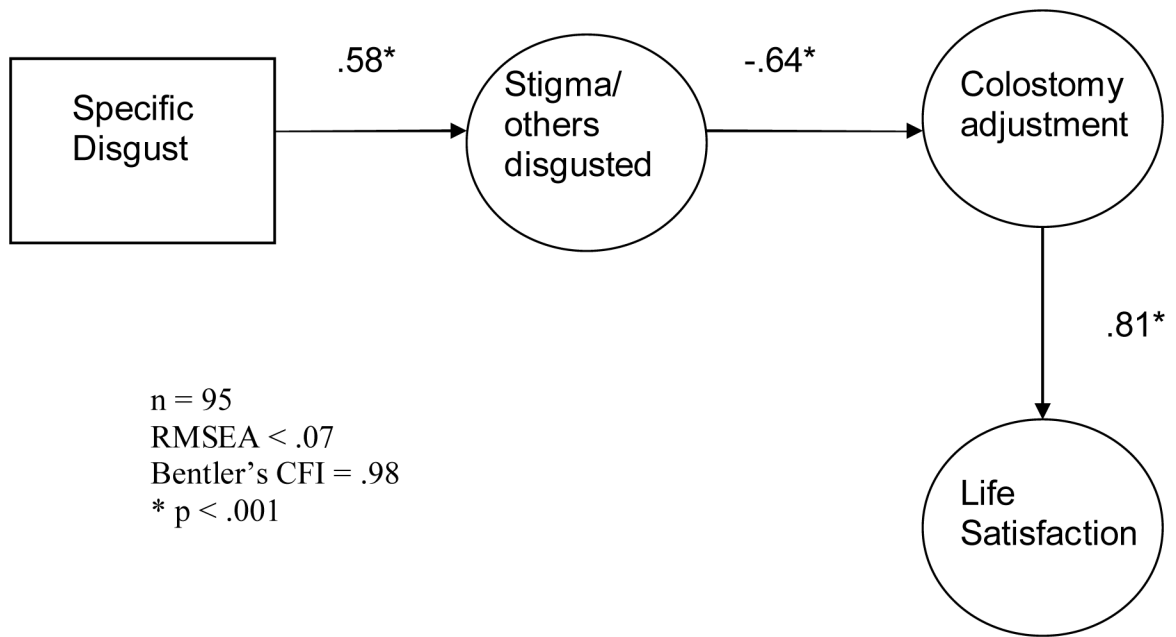 Specific
Disgust
.58*
Stigma/
others
disgusted
-.64*
Colostomy
adjustment
.81*
Life
Satisfaction
n = 95
RMSEA < .07
Bentler’s CFI = .98
* p < .001